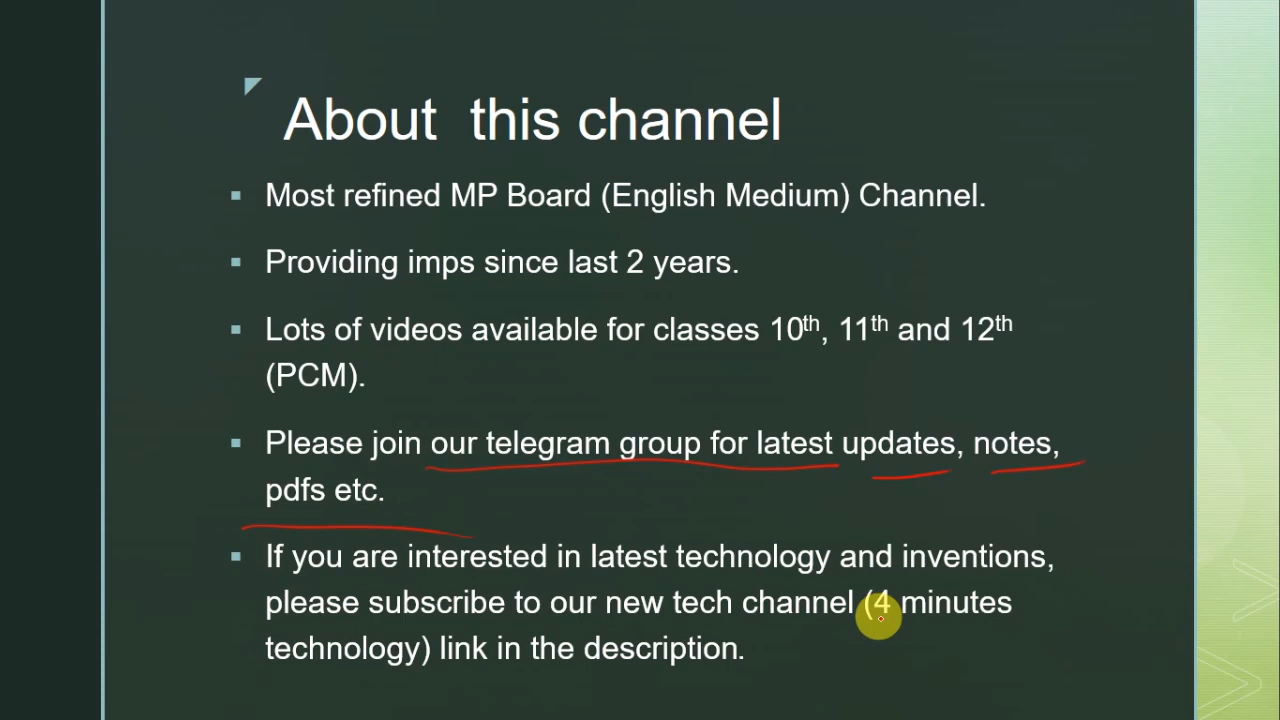 About this channel
▪ Most refined MP Board (English Medium) Channel.
▪ Providing imps since last 2 years.
▪ Lots of videos available for classes 10th, 11th and 12th
(PCM).
▪ Please join our telegram group for latest updates, notes,
pdfs etc.
▪ If you are interested in latest technology and inventions,
please subscribe to our new tech channel (4 minutes
technology) link in the description.